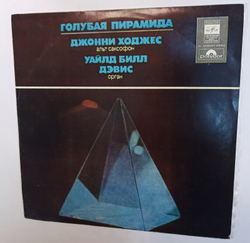 ГОЛУБАЯ ПИРАМИДА
ДЖОННИ ХОДЖЕС
альт саксофон
УАЙЛД БИЛЛ
ДЭВИС
орган